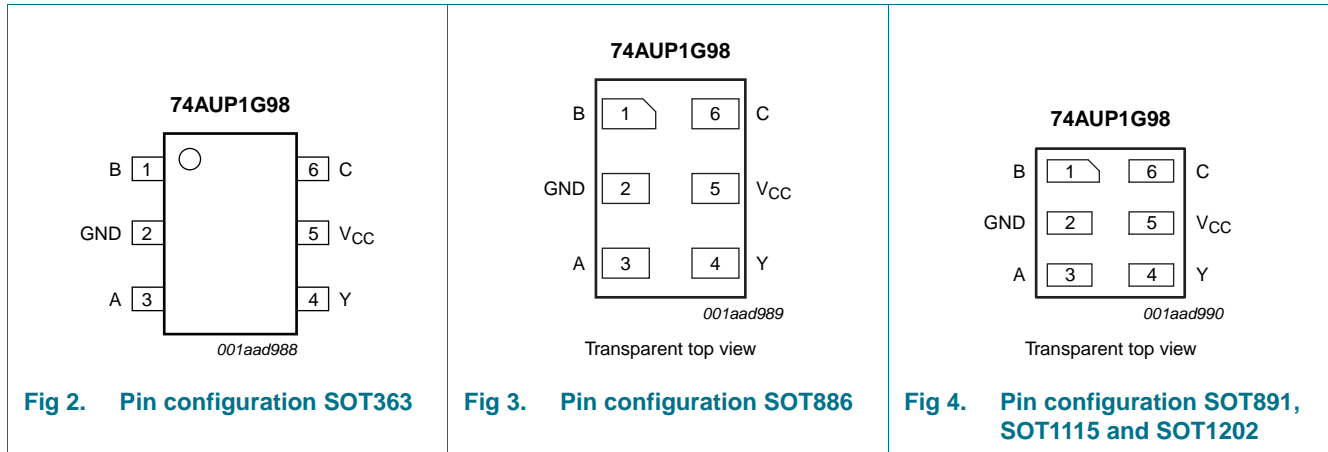 74AUP1G98
B 1 6 C
GND 2 5 VCC
A 3 4 Y
001aad988
Fig 2. Pin configuration SOT363
74AUP1G98
B 1 6 C
GND 2 5 VCC
A 3 4 Y
001aad989
Transparent top view
Fig 3. Pin configuration SOT886
74AUP1G98
B 1 6 C
GND 2 5 VCC
A 3 4 Y
001aad990
Transparent top view
Fig 4. Pin configuration SOT891,
SOT1115 and SOT1202